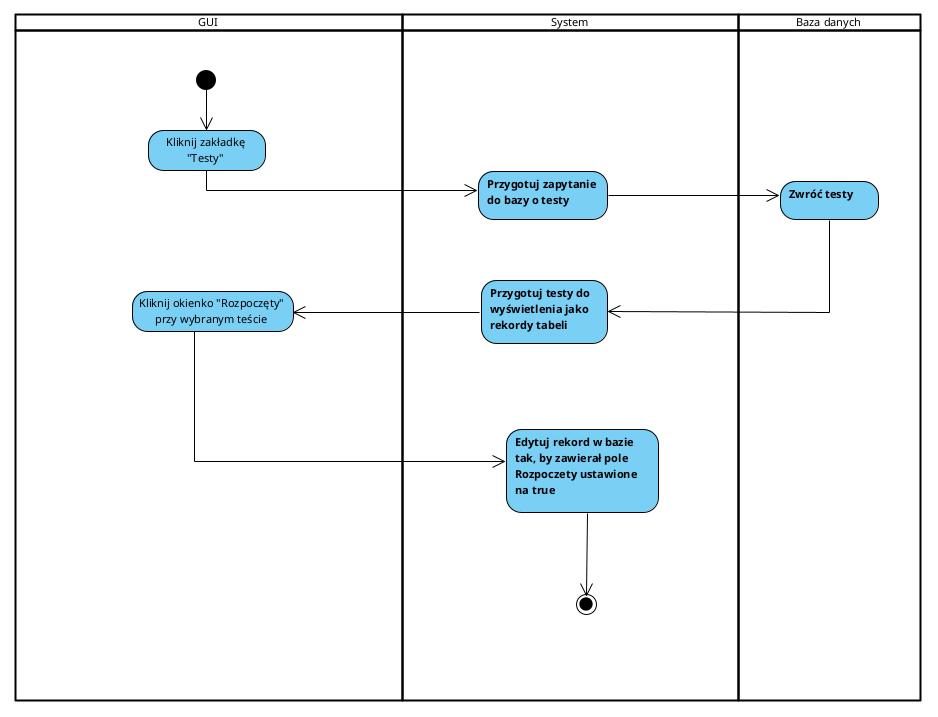 GUI
System
Baza danych
Kliknij zakładkę
"Testy"
Przygotuj zapytanie
do bazy o testy
Zwróć testy
Przygotuj testy do
wyświetlenia jako
rekordy tabeli
Kliknij okienko "Rozpoczęty"
przy wybranym teście
Edytuj rekord w bazie
tak, by zawierał pole
Rozpoczety ustawione
na true